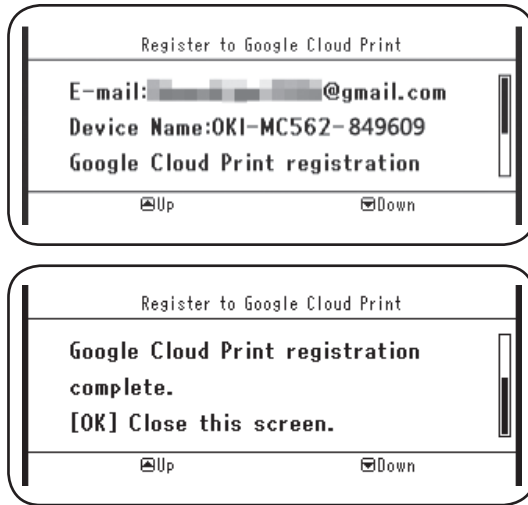 Register to Google Cloud Print
E-mail: @gmail.com
Device Name:OKI-MC562-849609
Google Cloud Print registration
Up Down
Register to Google Cloud Print
Google Cloud Print registration
complete.
[OK] Close this screen.
Up Down